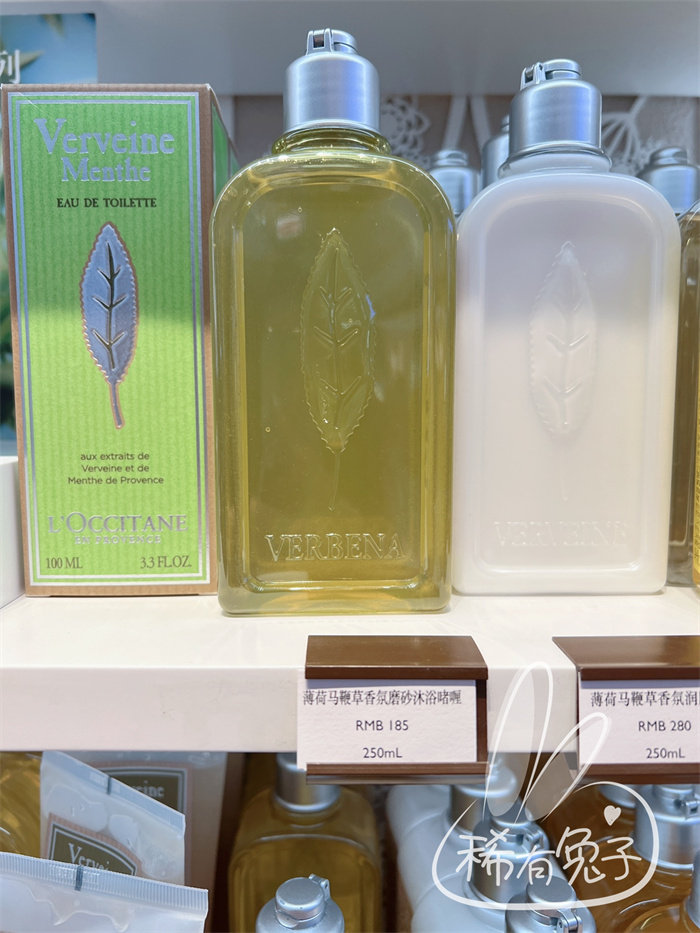 列
Verveine
Menthe
EAU DE TOILETTE
aux extraits de
Verveine et de
Menthe de Provence
L'OCCITANE
EN PROVENCE
100 ML 3.3 FL.OZ.
VERBENA
VERVEINE
薄荷马鞭草香氛磨砂沐浴啫喱
RMB 185
250mL
薄荷马鞭草香氛润
RMB 280
250mL
Verveine
稀有兔子